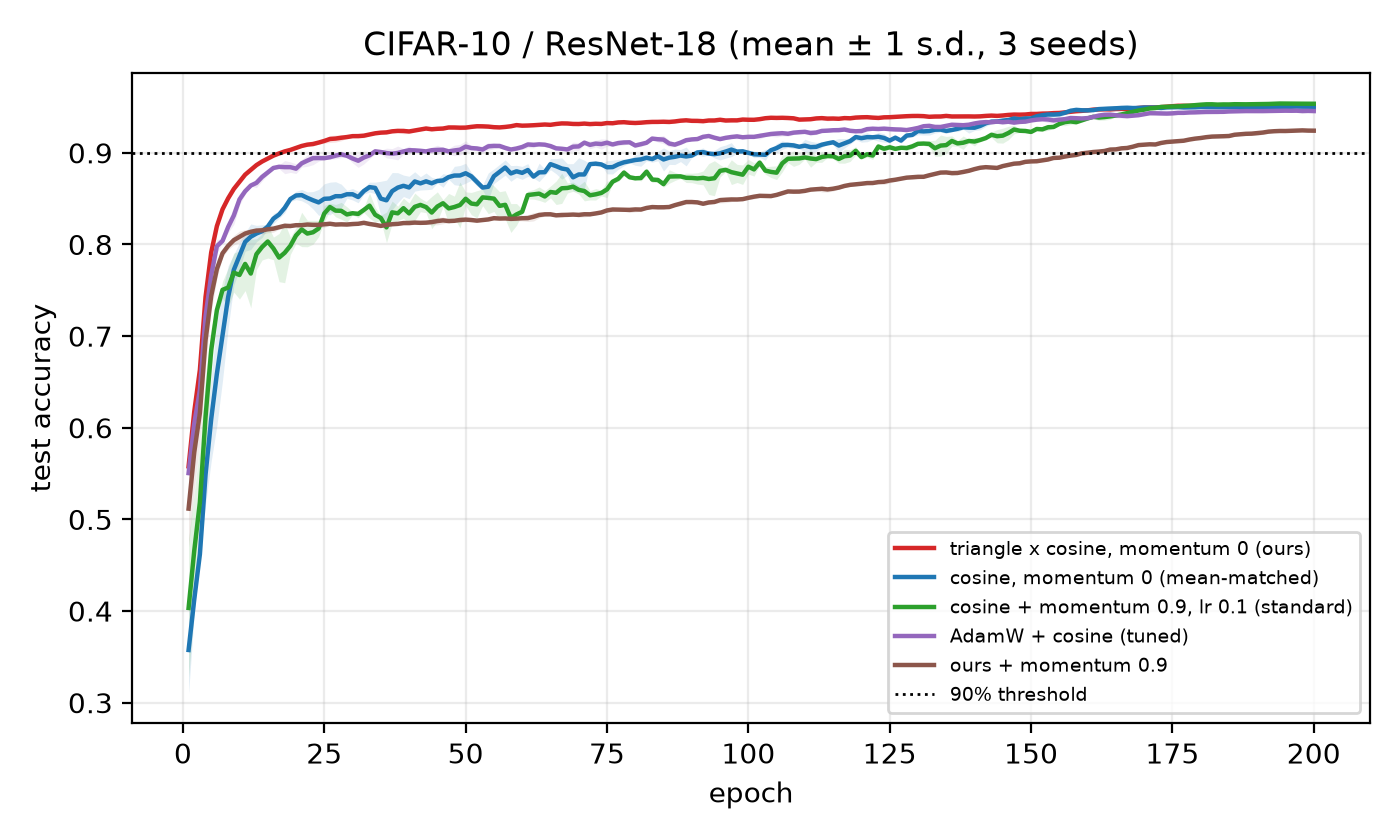 CIFAR-10 / ResNet-18 (mean ± 1 s.d., 3 seeds)
test accuracy
0.9
0.8
0.7
0.6
0.5
0.4
0.3
triangle x cosine, momentum 0 (ours)
cosine, momentum 0 (mean-matched)
cosine + momentum 0.9, lr 0.1 (standard)
AdamW + cosine (tuned)
ours + momentum 0.9
90% threshold
0 25 50 75 100 125 150 175 200
epoch